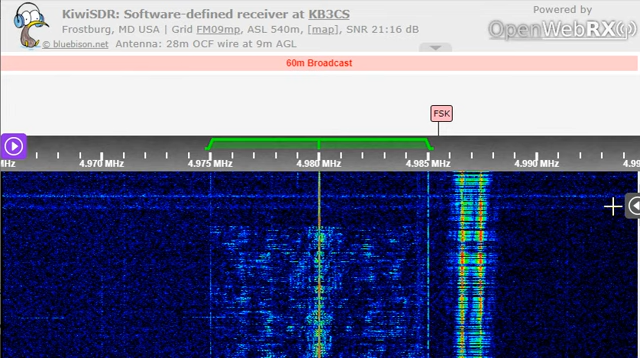 KiwiSDR: Software-defined receiver at KB3CS
Powered by
Frostburg, MD USA | Grid FM09mp, ASL 540m, [map], SNR 21:16 dB
OpenWebRX
© bluebison.net Antenna: 28m OCF wire at 9m AGL
60m Broadcast
FSK
MHz 4.970 MHz 4.975 MHz 4.980 MHz 4.985 MHz 4.990 MHz 4.99